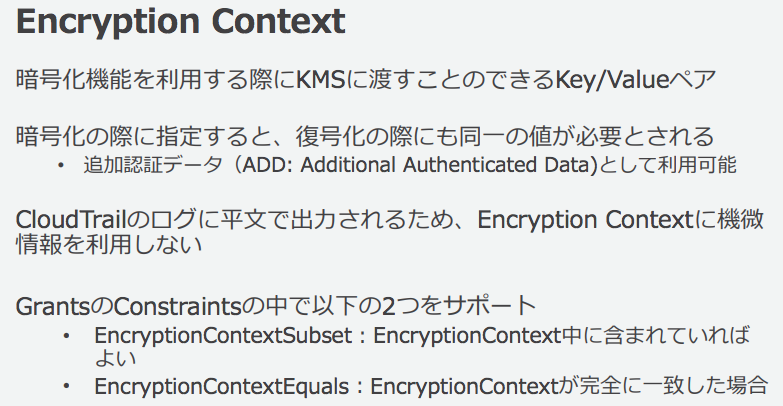 Encryption Context
暗号化機能を利用する際にKMSに渡すことのできるKey/Valueペア
暗号化の際に指定すると、復号化の際にも同一の値が必要とされる
• 追加認証データ（ADD: Additional Authenticated Data)として利用可能
CloudTrailのログに平文で出力されるため、Encryption Contextに機微
情報を利用しない
GrantsのConstraintsの中で以下の2つをサポート
• EncryptionContextSubset：EncryptionContext中に含まれていれば
よい
• EncryptionContextEquals：EncryptionContextが完全に一致した場合